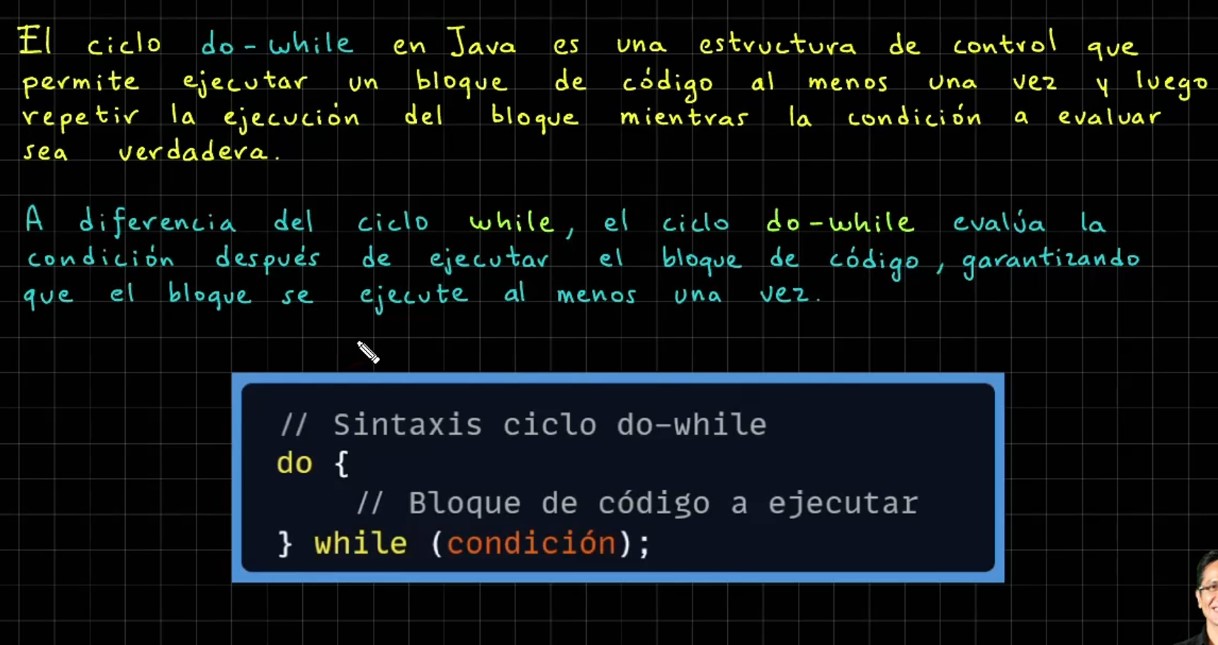 El ciclo do-while en Java es una estructura de control que
permite ejecutar un bloque de código al menos una vez y luego
repetir la ejecución del bloque mientras la condición a evaluar
sea verdadera.
A diferencia del ciclo while, el ciclo do-while evalúa la
condición después de ejecutar el bloque de código, garantizando
que el bloque se ejecute al menos una vez.
// Sintaxis ciclo do-while
do {
// Bloque de código a ejecutar
} while (condición);